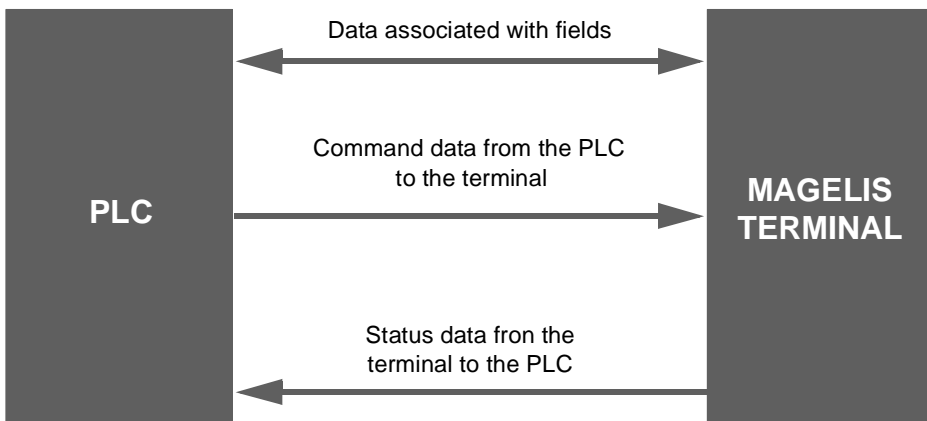 Data associated with fields
Command data from the PLC
to the terminal
PLC
MAGELIS
TERMINAL
Status data fron the
terminal to the PLC